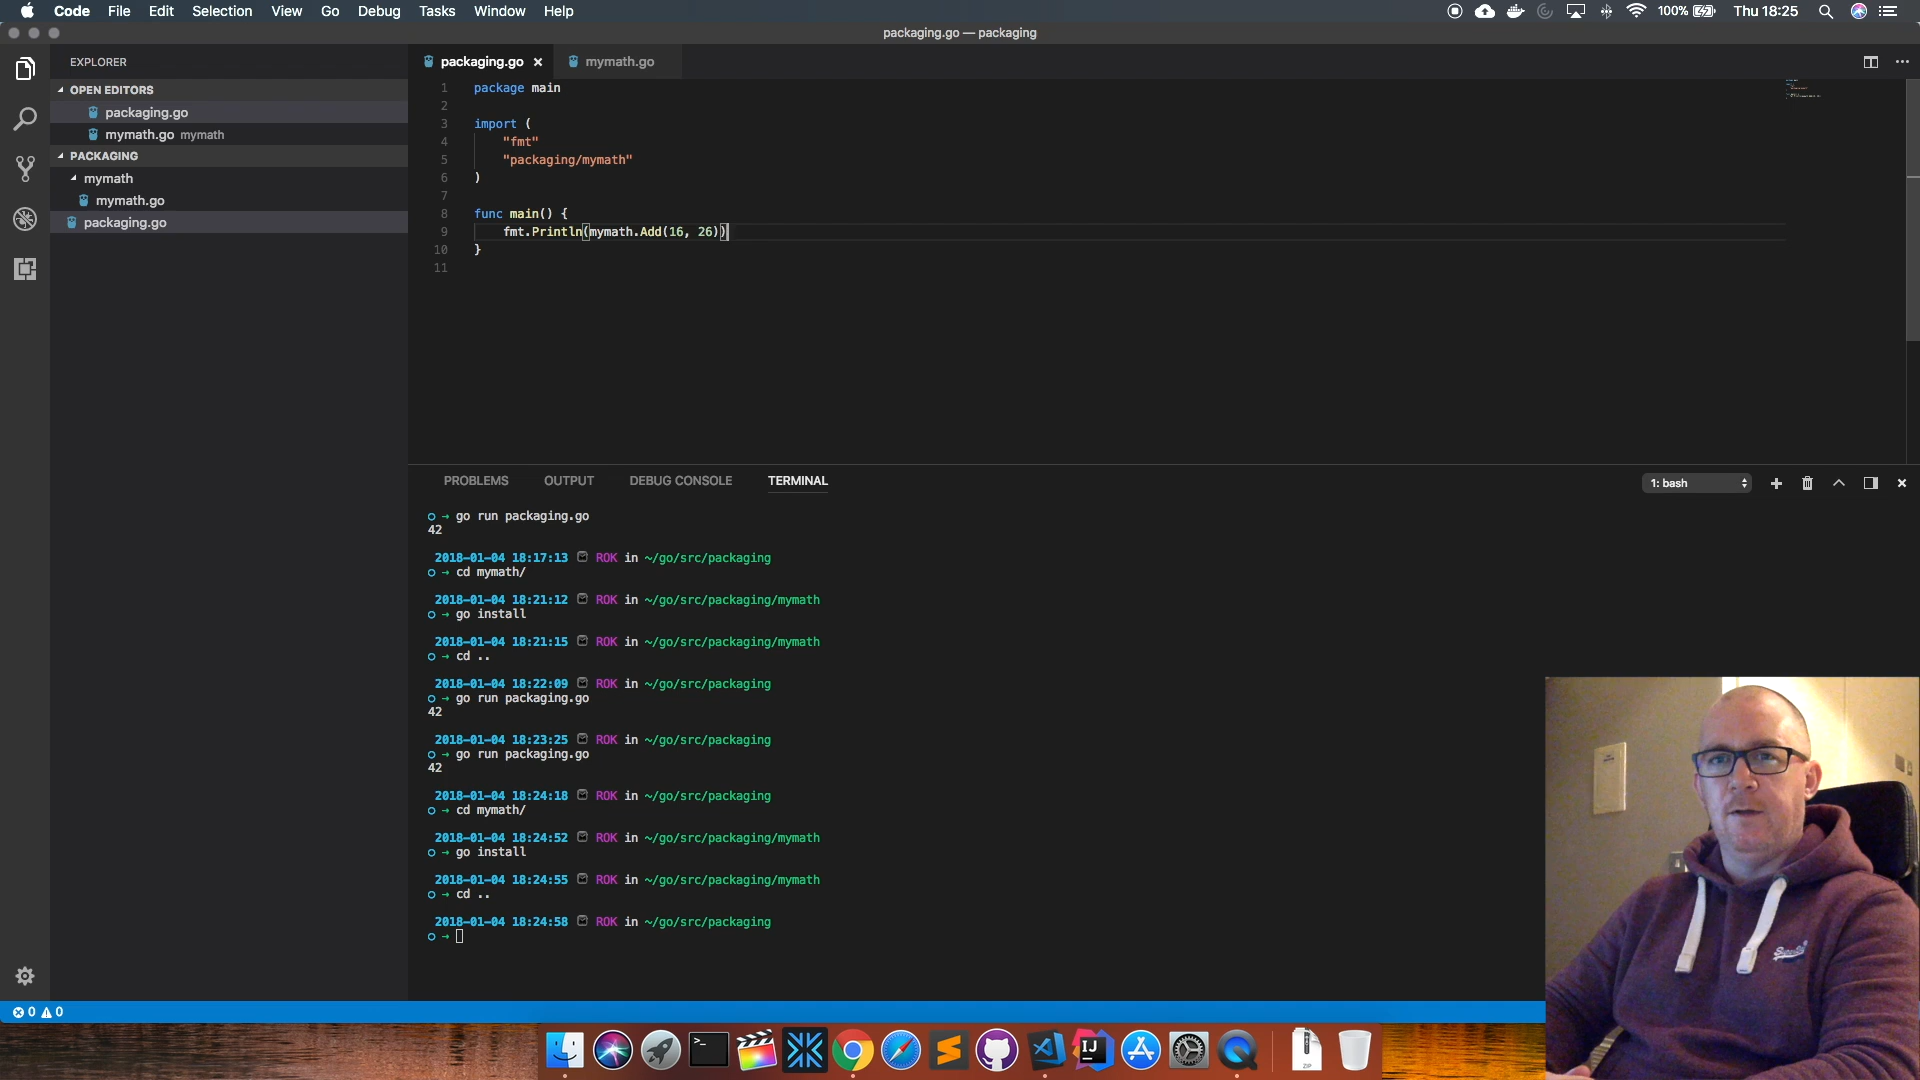 Code File Edit Selection View Go Debug Tasks Window Help 100% Thu 18:25
packaging.go — packaging
EXPLORER
OPEN EDITORS
packaging.go
mymath.go mymath
PACKAGING
mymath
mymath.go
packaging.go
packaging.go mymath.go
1 package main
2
3 import (
4 "fmt"
5 "packaging/mymath"
6 )
7
8 func main() {
9 fmt.Println(mymath.Add(16, 26))
10 }
11
PROBLEMS OUTPUT DEBUG CONSOLE TERMINAL 1: bash
→ go run packaging.go
42
2018-01-04 18:17:13 ROK in ~/go/src/packaging
→ cd mymath/
2018-01-04 18:21:12 ROK in ~/go/src/packaging/mymath
→ go install
2018-01-04 18:21:15 ROK in ~/go/src/packaging/mymath
→ cd ..
2018-01-04 18:22:09 ROK in ~/go/src/packaging
→ go run packaging.go
42
2018-01-04 18:23:25 ROK in ~/go/src/packaging
→ go run packaging.go
42
2018-01-04 18:24:18 ROK in ~/go/src/packaging
→ cd mymath/
2018-01-04 18:24:52 ROK in ~/go/src/packaging/mymath
→ go install
2018-01-04 18:24:55 ROK in ~/go/src/packaging/mymath
→ cd ..
2018-01-04 18:24:58 ROK in ~/go/src/packaging
→
0 0
IJ
ZIP